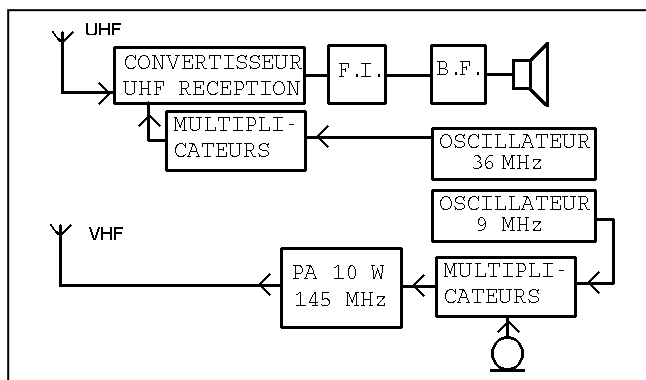 UHF
CONVERTISSEUR
UHF RECEPTION
F.I.
B.F.
MULTIPLI-
CATEURS
OSCILLATEUR
36 MHz
OSCILLATEUR
9 MHz
VHF
PA 10 W
145 MHz
MULTIPLI-
CATEURS